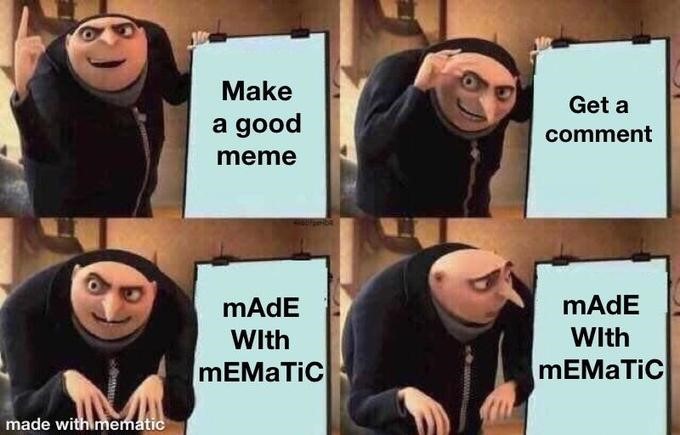 Make
a good
meme
Get a
comment
mAdE
WIth
mEMaTiC
mAdE
WIth
mEMaTiC
made with mematic